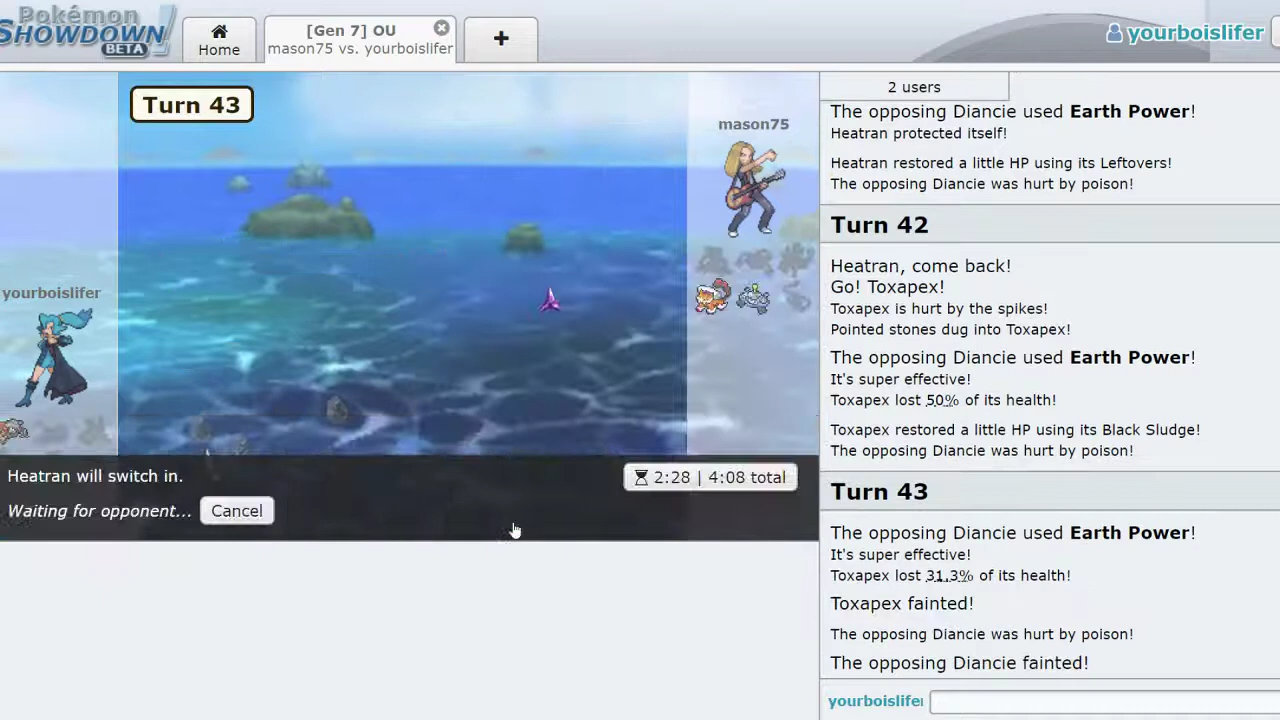 Pokémon
SHOWDOWN!
BETA
Home
[Gen 7] OU
mason75 vs. yourboislifer
+
yourboislifer
Turn 43
mason75
yourboislifer
Heatran will switch in.
2:28 | 4:08 total
Waiting for opponent...
Cancel
2 users
The opposing Diancie used Earth Power!
Heatran protected itself!
Heatran restored a little HP using its Leftovers!
The opposing Diancie was hurt by poison!
Turn 42
Heatran, come back!
Go! Toxapex!
Toxapex is hurt by the spikes!
Pointed stones dug into Toxapex!
The opposing Diancie used Earth Power!
It's super effective!
Toxapex lost 50% of its health!
Toxapex restored a little HP using its Black Sludge!
The opposing Diancie was hurt by poison!
Turn 43
The opposing Diancie used Earth Power!
It's super effective!
Toxapex lost 31.3% of its health!
Toxapex fainted!
The opposing Diancie was hurt by poison!
The opposing Diancie fainted!
yourboislifer